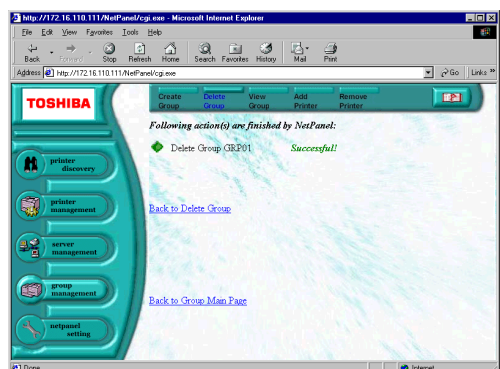 http://172.16.110.111/NetPanel/cgi.exe - Microsoft Internet Explorer
File Edit View Favorites Tools Help
Back Forward Stop Refresh Home Search Favorites History Mail Print
Address http://172.16.110.111/NetPanel/cgi.exe Go Links »
TOSHIBA
Create Group
Delete Group
View Group
Add Printer
Remove Printer
Following action(s) are finished by NetPanel:
Delete Group GRP01 Successful!
printer discovery
printer management
Back to Delete Group
server management
group management
Back to Group Main Page
netpanel setting
Done Internet